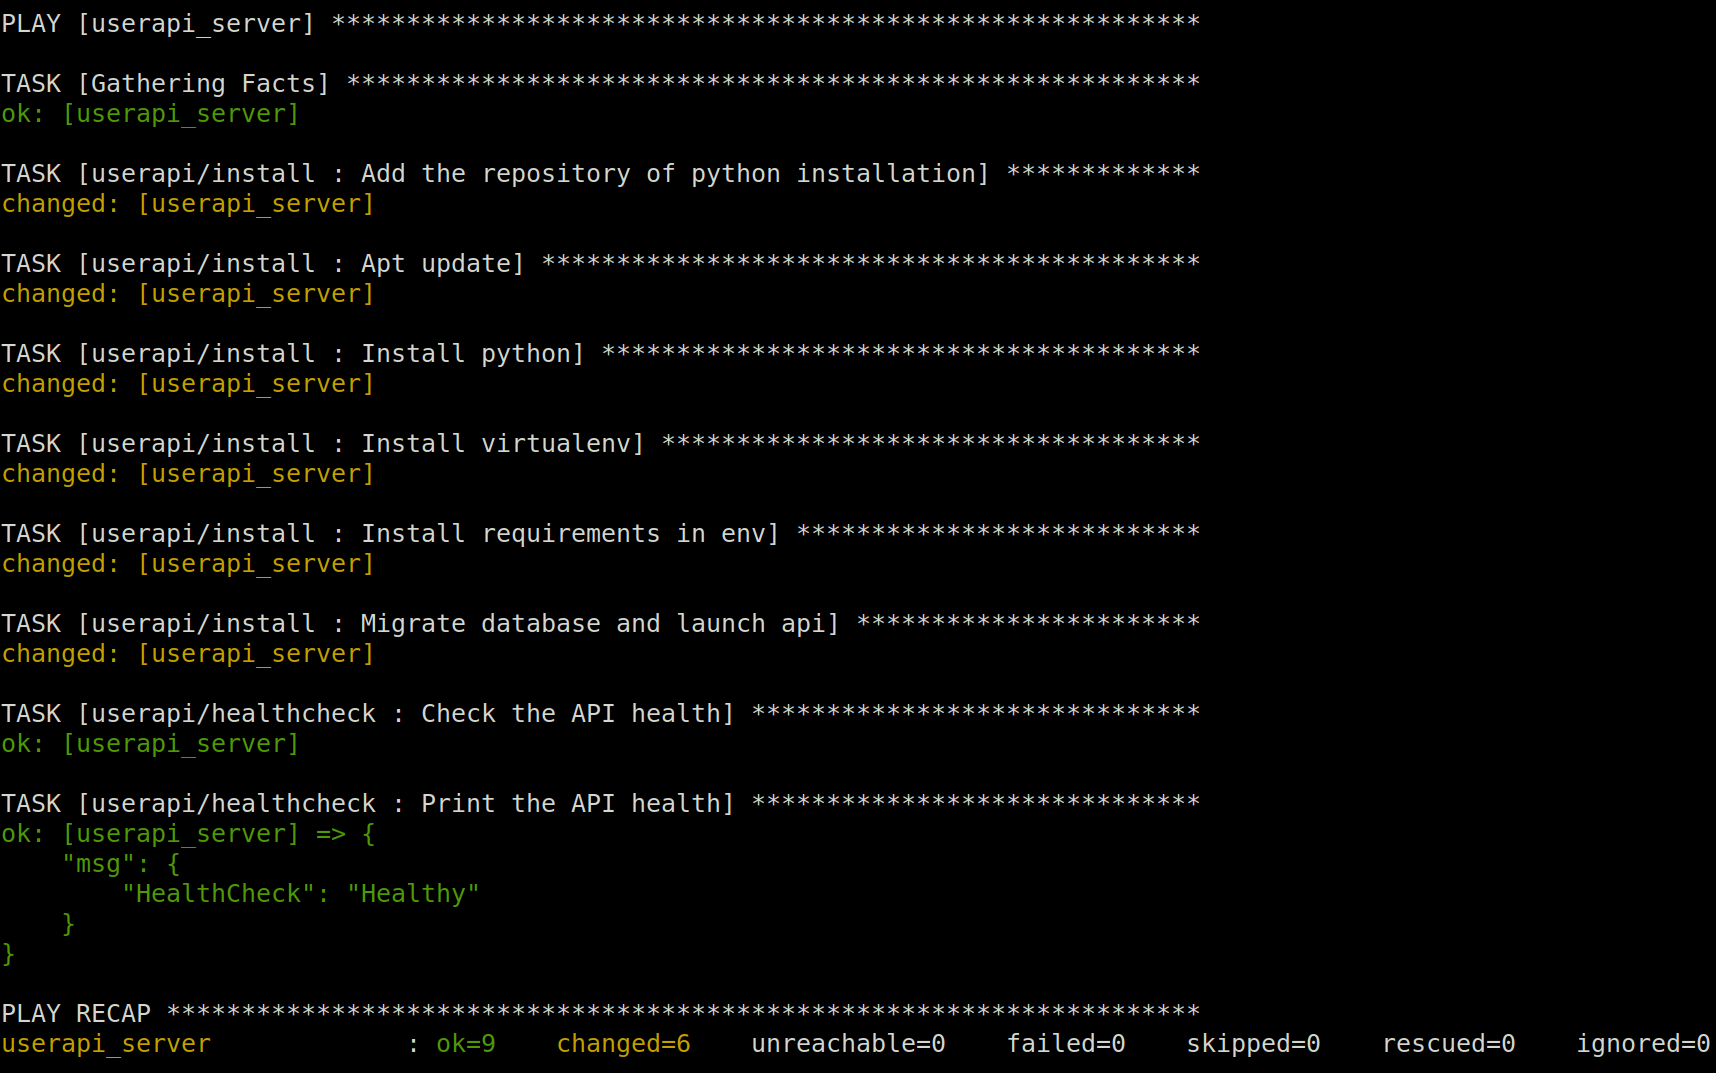 PLAY [userapi_server] **********************************************************

TASK [Gathering Facts] *********************************************************
ok: [userapi_server]

TASK [userapi/install : Add the repository of python installation] *************
changed: [userapi_server]

TASK [userapi/install : Apt update] ********************************************
changed: [userapi_server]

TASK [userapi/install : Install python] ****************************************
changed: [userapi_server]

TASK [userapi/install : Install virtualenv] ************************************
changed: [userapi_server]

TASK [userapi/install : Install requirements in env] ***************************
changed: [userapi_server]

TASK [userapi/install : Migrate database and launch api] ***********************
changed: [userapi_server]

TASK [userapi/healthcheck : Check the API health] ******************************
ok: [userapi_server]

TASK [userapi/healthcheck : Print the API health] ******************************
ok: [userapi_server] => {
    "msg": {
        "HealthCheck": "Healthy"
    }
}

PLAY RECAP *********************************************************************
userapi_server             : ok=9    changed=6    unreachable=0    failed=0    skipped=0    rescued=0    ignored=0